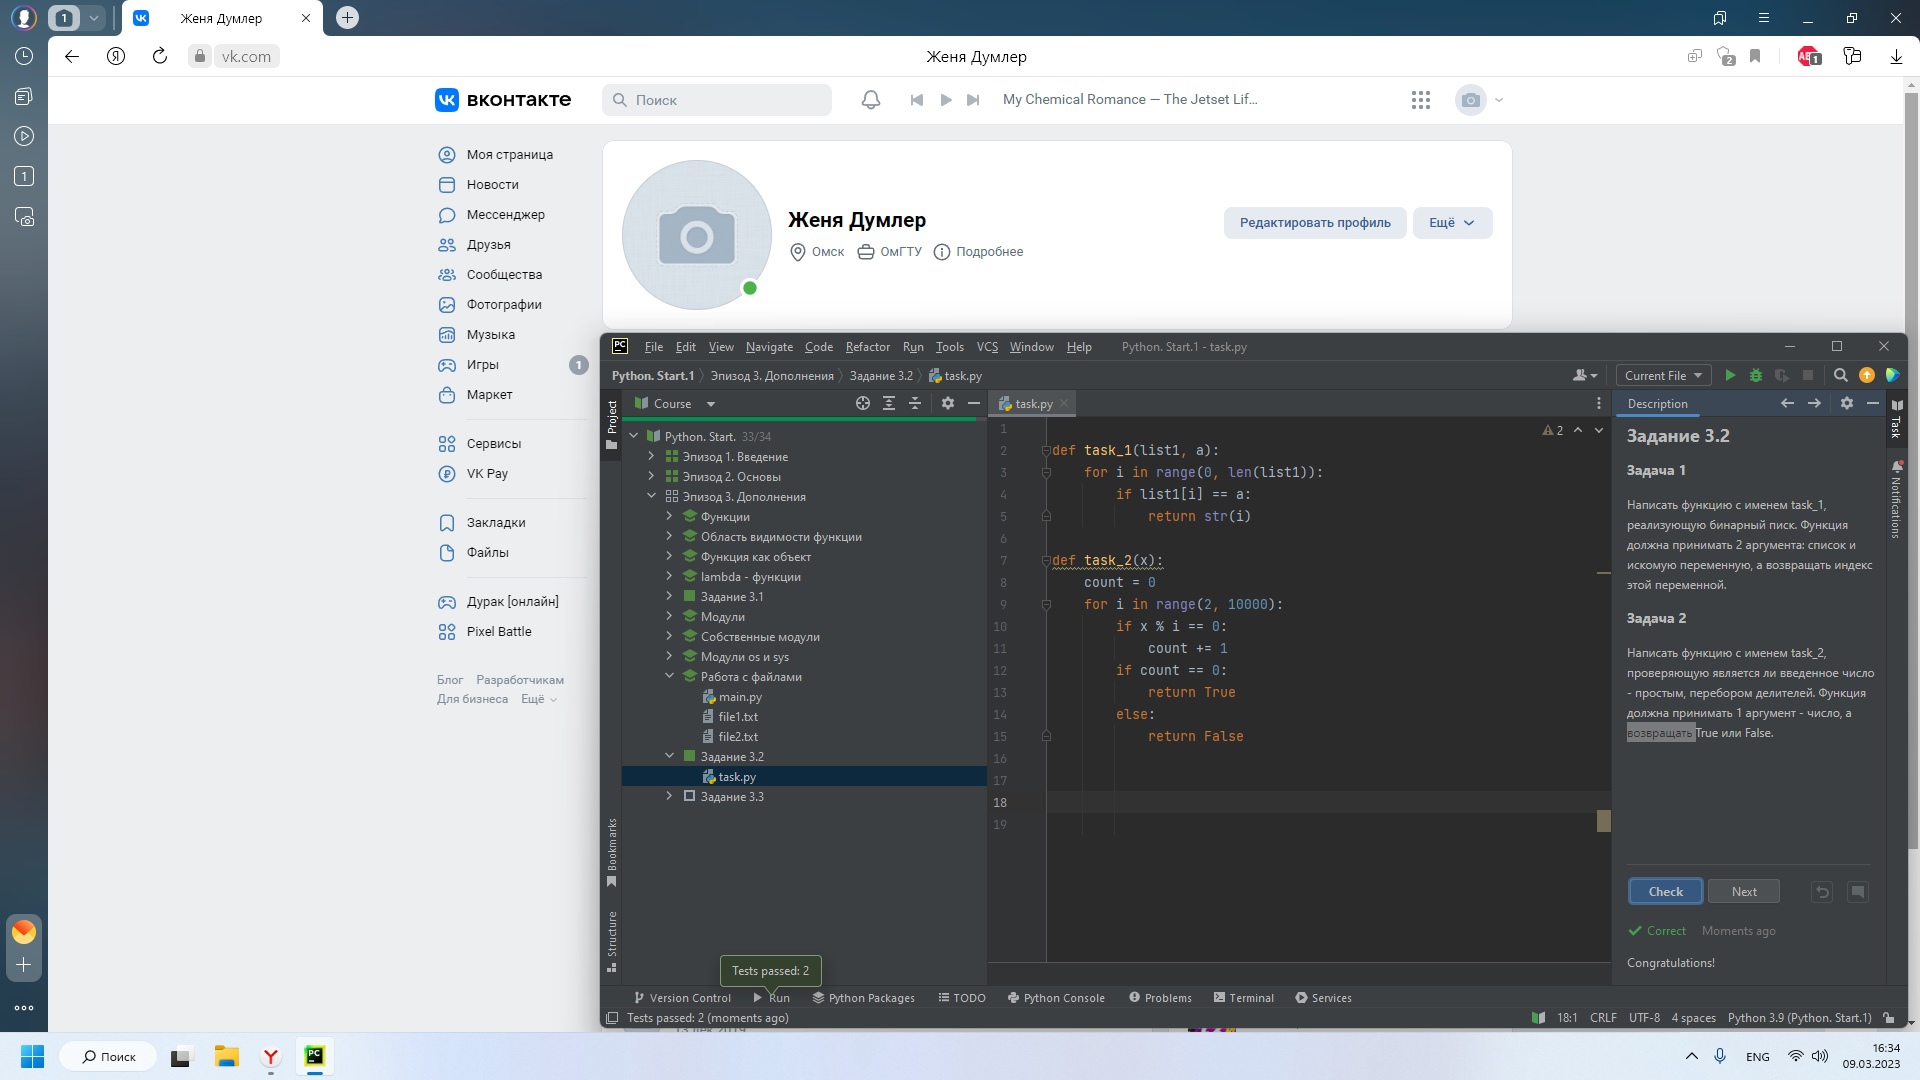 1
Женя Думлер
vk.com
Женя Думлер
2
ABP
1
вконтакте
Поиск
My Chemical Romance — The Jetset Lif...
Моя страница
Новости
Мессенджер
Друзья
Сообщества
Фотографии
Музыка
Игры
1
Маркет
Сервисы
VK Pay
Закладки
Файлы
Дурак [онлайн]
Pixel Battle
Блог Разработчикам
Для бизнеса Ещё
Женя Думлер
Омск ОмГТУ Подробнее
Редактировать профиль
Ещё
PC File Edit View Navigate Code Refactor Run Tools VCS Window Help Python. Start.1 - task.py
Python. Start.1 Эпизод 3. Дополнения Задание 3.2 task.py
Current File
Project
Course
Python. Start. 33/34
Эпизод 1. Введение
Эпизод 2. Основы
Эпизод 3. Дополнения
Функции
Область видимости функции
Функция как объект
lambda - функции
Задание 3.1
Модули
Собственные модули
Модули os и sys
Работа с файлами
main.py
file1.txt
file2.txt
Задание 3.2
task.py
Задание 3.3
Bookmarks
Structure
task.py
2
1
2 def task_1(list1, a):
3 for i in range(0, len(list1)):
4 if list1[i] == a:
5 return str(i)
6
7 def task_2(x):
8 count = 0
9 for i in range(2, 10000):
10 if x % i == 0:
11 count += 1
12 if count == 0:
13 return True
14 else:
15 return False
16
17
18
19
Description
Задание 3.2
Задача 1
Написать функцию с именем task_1,
реализующую бинарный писк. Функция
должна принимать 2 аргумента: список и
искомую переменную, а возвращать индекс
этой переменной.
Задача 2
Написать функцию с именем task_2,
проверяющую является ли введенное число
- простым, перебором делителей. Функция
должна принимать 1 аргумент - число, а
возвращать True или False.
Check
Next
Correct Moments ago
Congratulations!
Task
Notifications
Tests passed: 2
Version Control Run Python Packages TODO Python Console Problems Terminal Services
Tests passed: 2 (moments ago)
18:1 CRLF UTF-8 4 spaces Python 3.9 (Python. Start.1)
Поиск
PC
ENG
16:34
09.03.2023